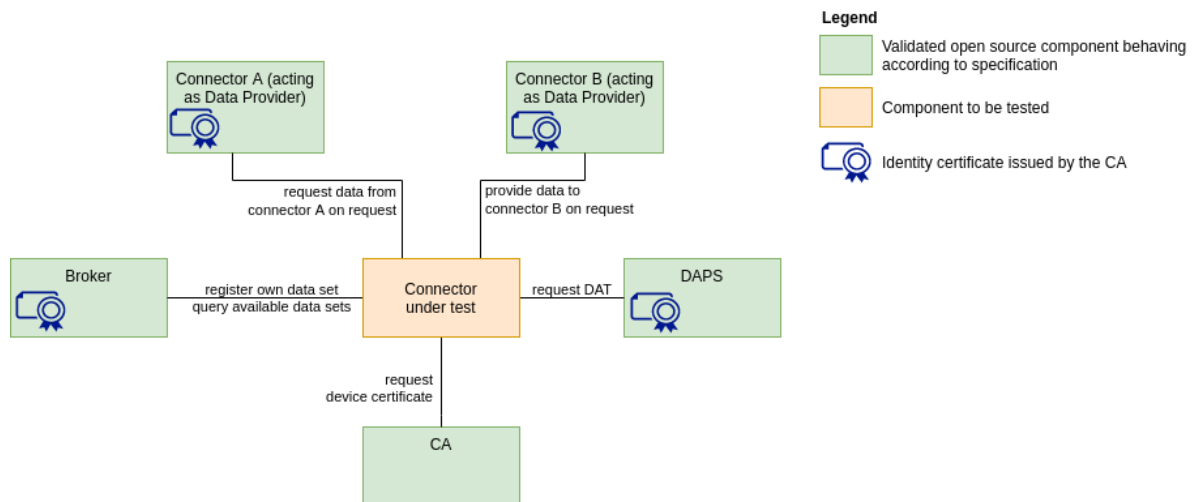 Legend
Validated open source component behaving
according to specification
Component to be tested
Identity certificate issued by the CA
Connector A (acting
as Data Provider)
Connector B (acting
as Data Provider)
request data from
connector A on request
provide data to
connector B on request
Broker
register own data set
query available data sets
Connector
under test
request DAT
DAPS
request
device certificate
CA